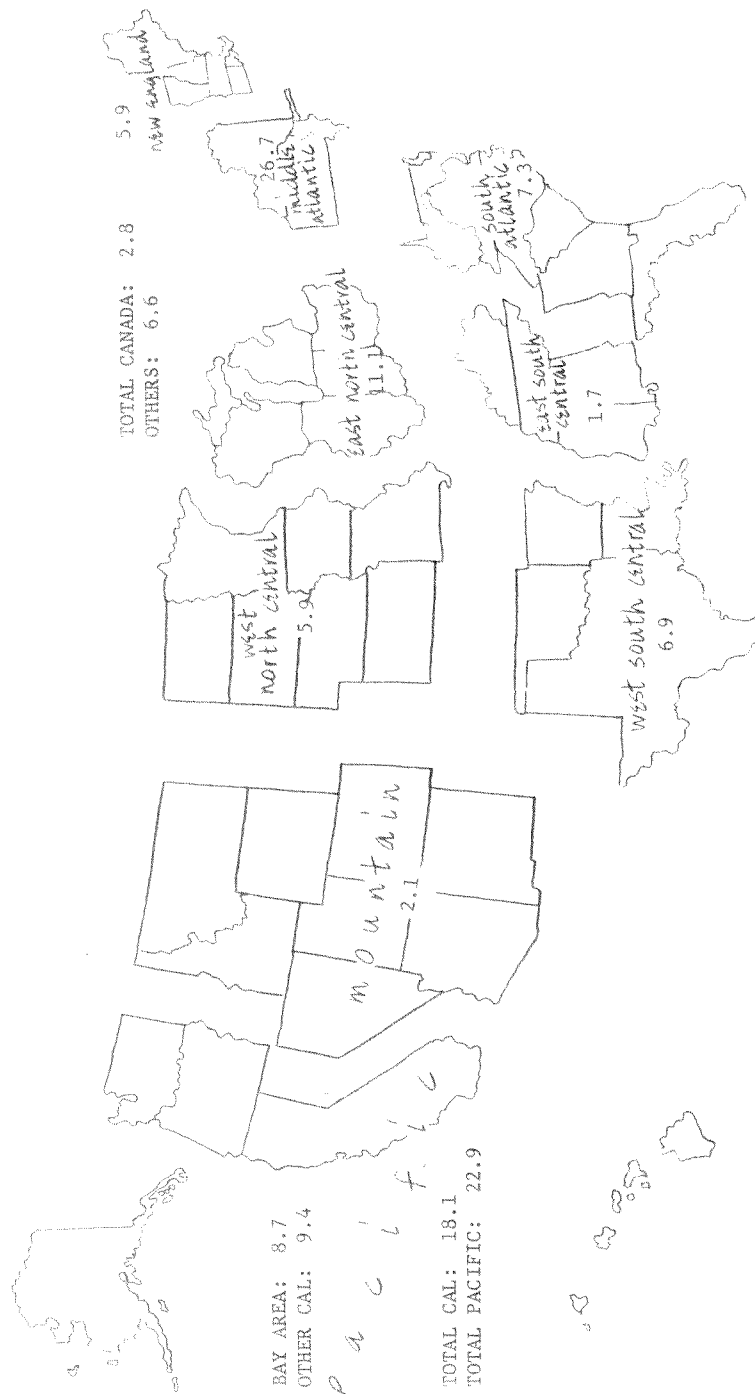 BAY AREA: 8.7
OTHER CAL: 9.4
Pacific
TOTAL CAL: 18.1
TOTAL PACIFIC: 22.9
mountain
2.1
west
north central
5.9
west south central
6.9
TOTAL CANADA: 2.8
OTHERS: 6.6
East north central
11.1
East south
central
1.7
5.9
new England
26.7
middle
atlantic
south
atlantic
7.3